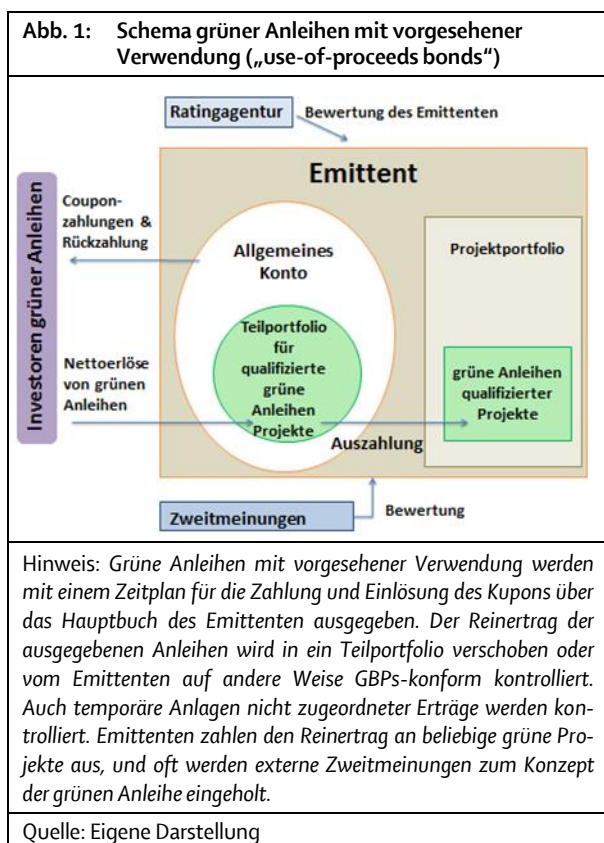 Abb. 1: Schema grüner Anleihen mit vorgesehener
Verwendung („use-of-proceeds bonds“)
Ratingagentur
Bewertung des Emittenten
Emittent
Investoren grüner Anleihen
Coupon-
zahlungen &
Rückzahlung
Allgemeines
Konto
Projektportfolio
Teilportfolio
für
qualifizierte
grüne
Anleihen
Projekte
Nettoerlöse
von grünen
Anleihen
grüne Anleihen
qualifizierter
Projekte
Auszahlung
Zweitmeinungen
Bewertung
Hinweis: Grüne Anleihen mit vorgesehener Verwendung werden
mit einem Zeitplan für die Zahlung und Einlösung des Kupons über
das Hauptbuch des Emittenten ausgegeben. Der Reinertrag der
ausgegebenen Anleihen wird in ein Teilportfolio verschoben oder
vom Emittenten auf andere Weise GBPs-konform kontrolliert.
Auch temporäre Anlagen nicht zugeordneter Erträge werden kon-
trolliert. Emittenten zahlen den Reinertrag an beliebige grüne Pro-
jekte aus, und oft werden externe Zweitmeinungen zum Konzept
der grünen Anleihe eingeholt.
Quelle: Eigene Darstellung